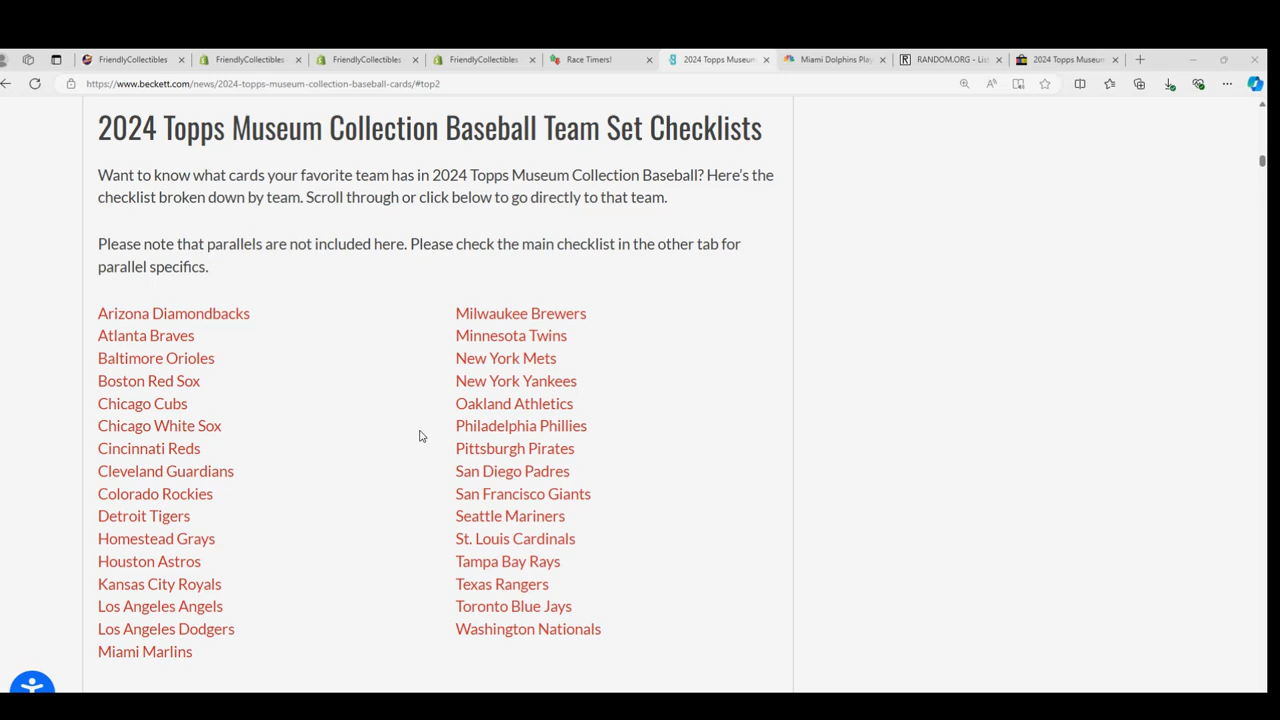 FriendlyCollectibles
FriendlyCollectibles
FriendlyCollectibles
FriendlyCollectibles
Race Timers!
2024 Topps Museum
Miami Dolphins Play
RANDOM.ORG - List
2024 Topps Museum
https://www.beckett.com/news/2024-topps-museum-collection-baseball-cards/#top2
2024 Topps Museum Collection Baseball Team Set Checklists
Want to know what cards your favorite team has in 2024 Topps Museum Collection Baseball? Here's the
checklist broken down by team. Scroll through or click below to go directly to that team.
Please note that parallels are not included here. Please check the main checklist in the other tab for
parallel specifics.
Arizona Diamondbacks
Atlanta Braves
Baltimore Orioles
Boston Red Sox
Chicago Cubs
Chicago White Sox
Cincinnati Reds
Cleveland Guardians
Colorado Rockies
Detroit Tigers
Homestead Grays
Houston Astros
Kansas City Royals
Los Angeles Angels
Los Angeles Dodgers
Miami Marlins
Milwaukee Brewers
Minnesota Twins
New York Mets
New York Yankees
Oakland Athletics
Philadelphia Phillies
Pittsburgh Pirates
San Diego Padres
San Francisco Giants
Seattle Mariners
St. Louis Cardinals
Tampa Bay Rays
Texas Rangers
Toronto Blue Jays
Washington Nationals